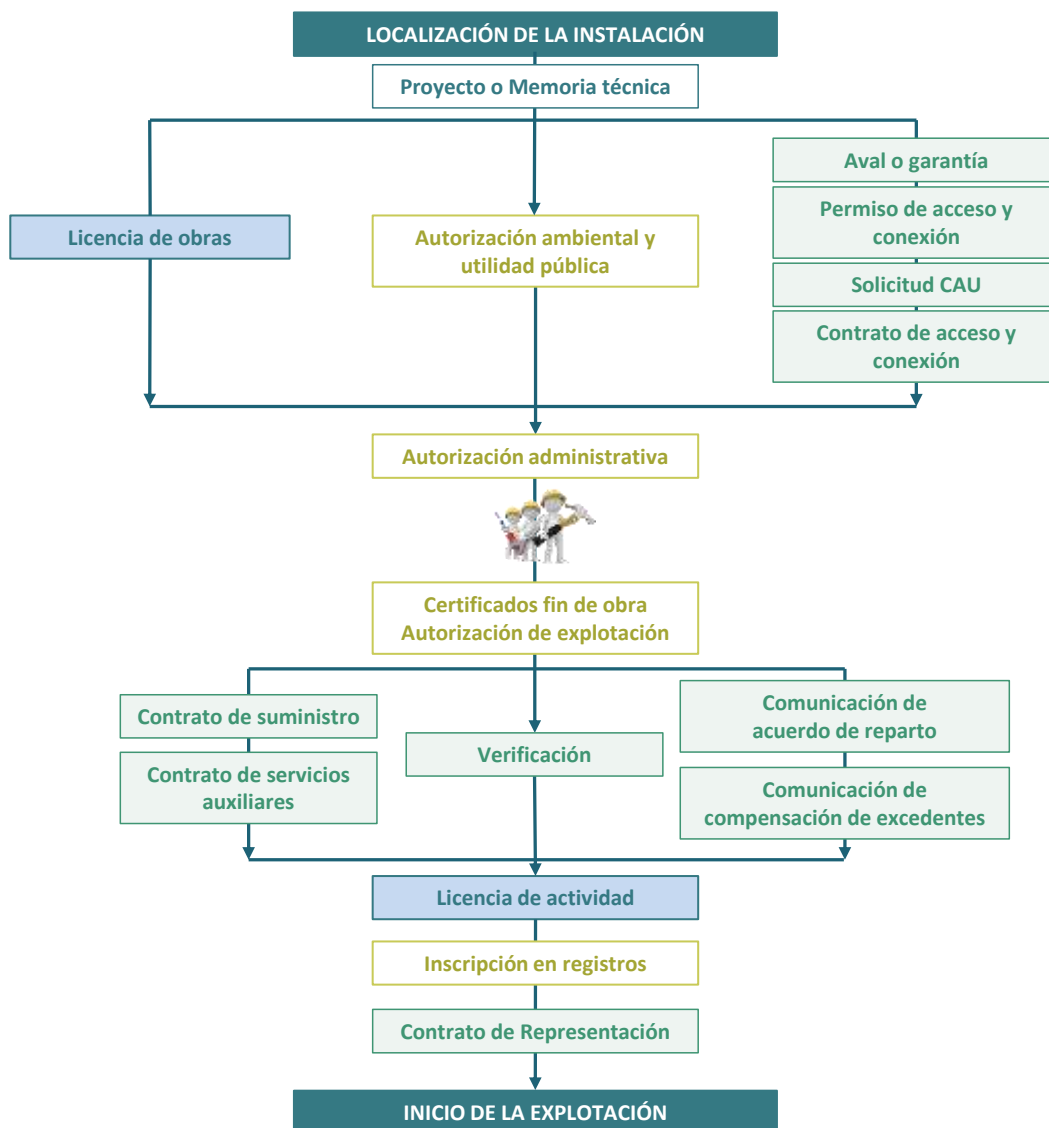 LOCALIZACIÓN DE LA INSTALACIÓN
Proyecto o Memoria técnica
Licencia de obras
Autorización ambiental y
utilidad pública
Aval o garantía
Permiso de acceso y
conexión
Solicitud CAU
Contrato de acceso y
conexión
Autorización administrativa
Certificados fin de obra
Autorización de explotación
Contrato de suministro
Contrato de servicios
auxiliares
Verificación
Comunicación de
acuerdo de reparto
Comunicación de
compensación de excedentes
Licencia de actividad
Inscripción en registros
Contrato de Representación
INICIO DE LA EXPLOTACIÓN